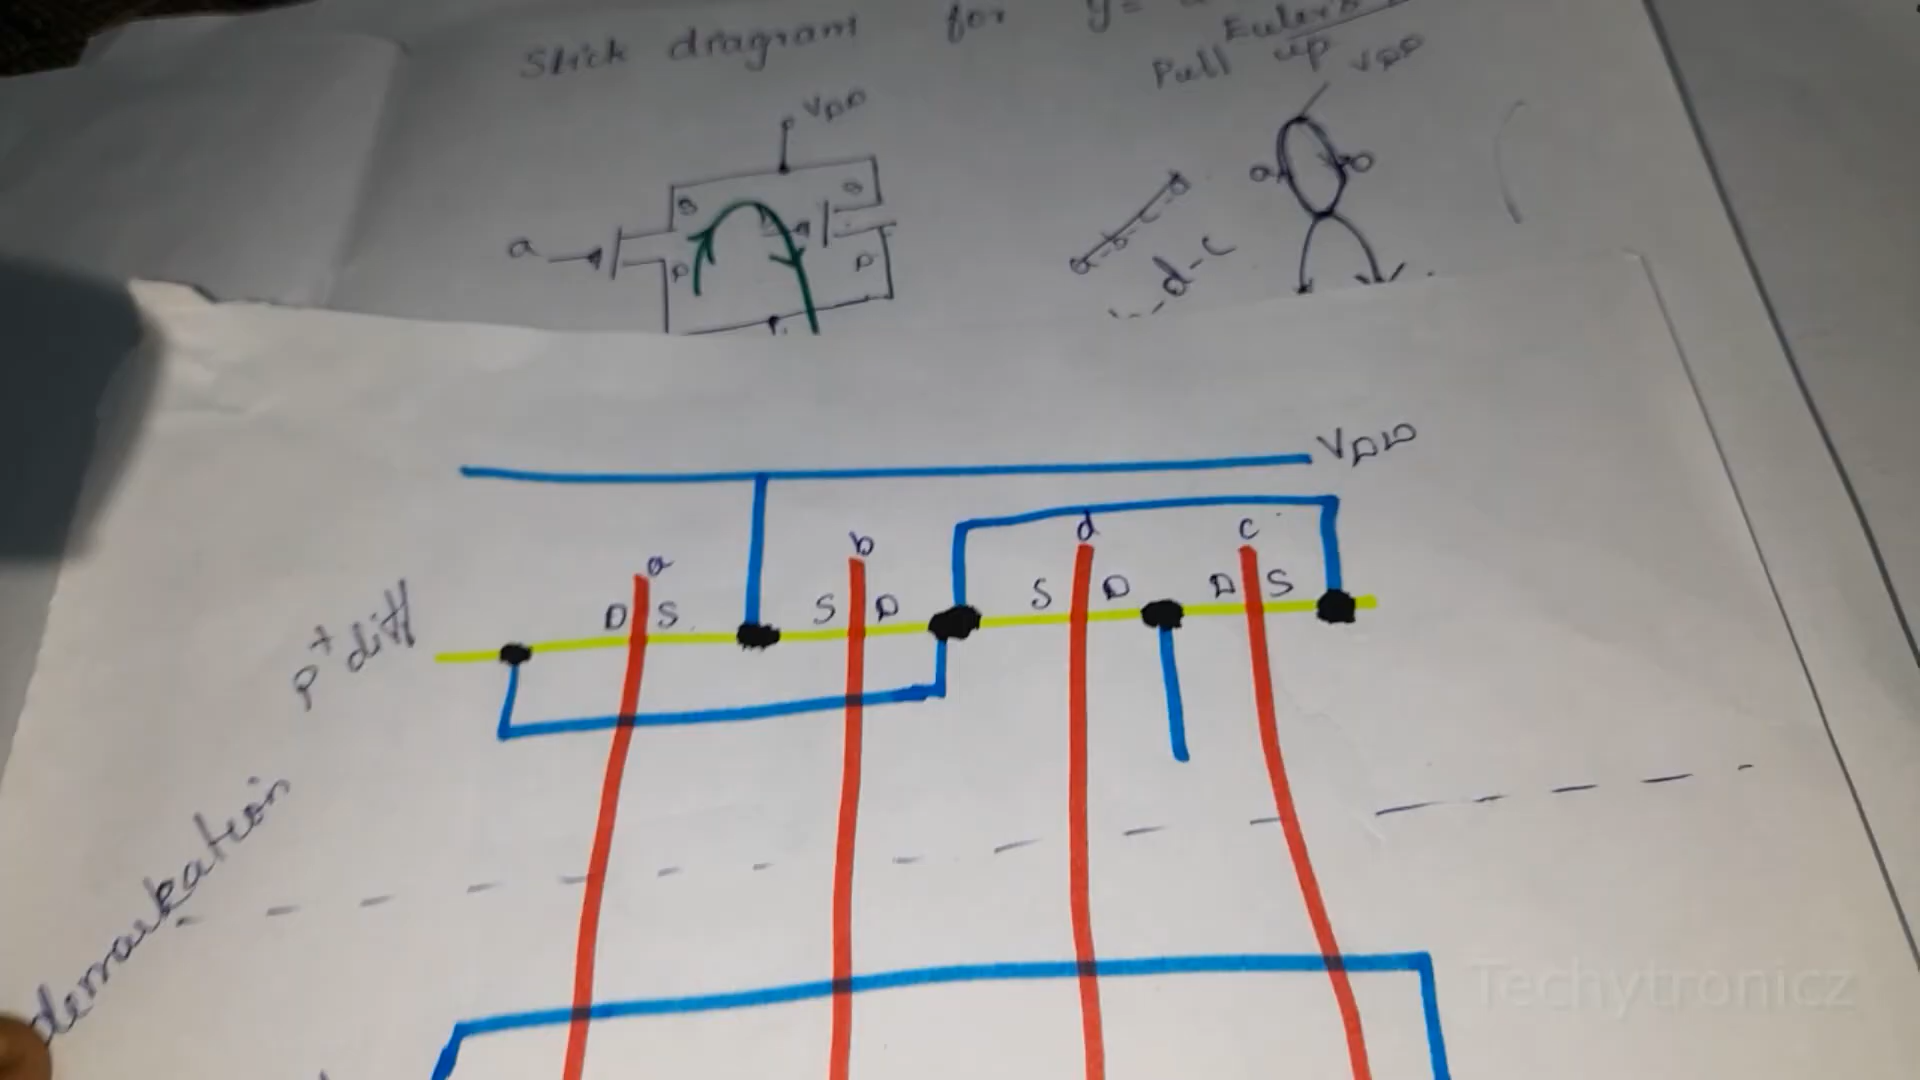 Stick diagram for y=
Euler's
Pull up VDD
VDD
a
S
S
D
D
a
b
a-b-c-d
d-c
VDD
a
b
d
c
D S
S D
S D
D S
p+ diff
demarkation
Techytronicz